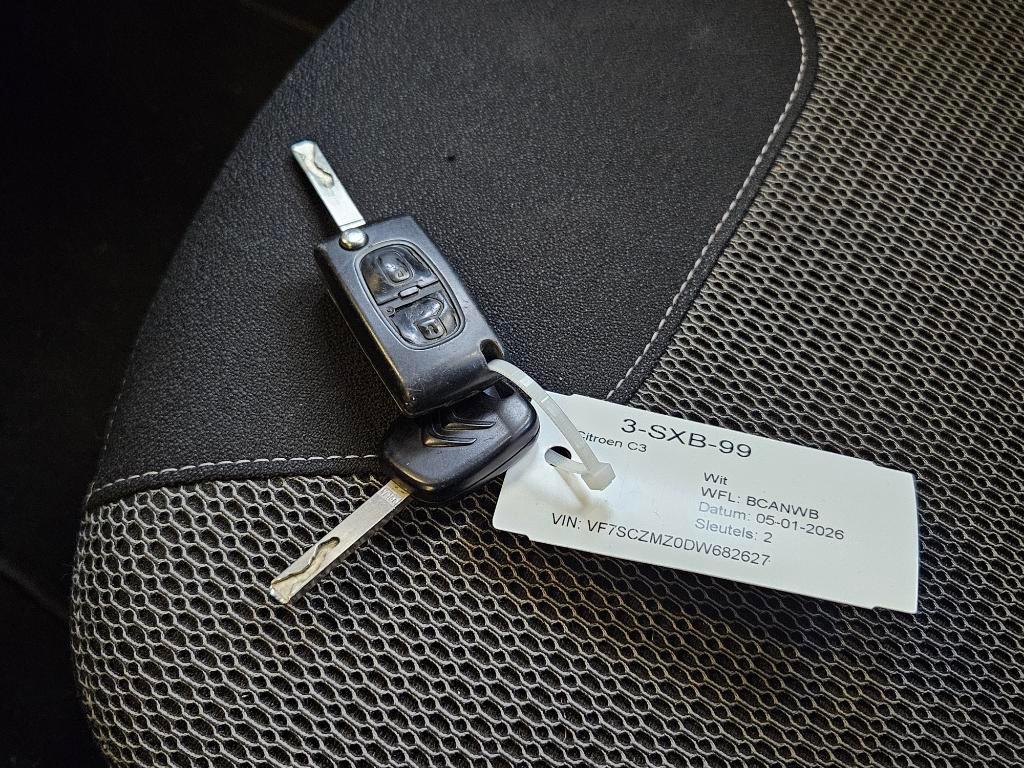 3-SXB-99
Citroen C3
Wit
WFL: BCANWB
Datum: 05-01-2026
Sleutels: 2
VIN: VF7SCZMZ0DW682627